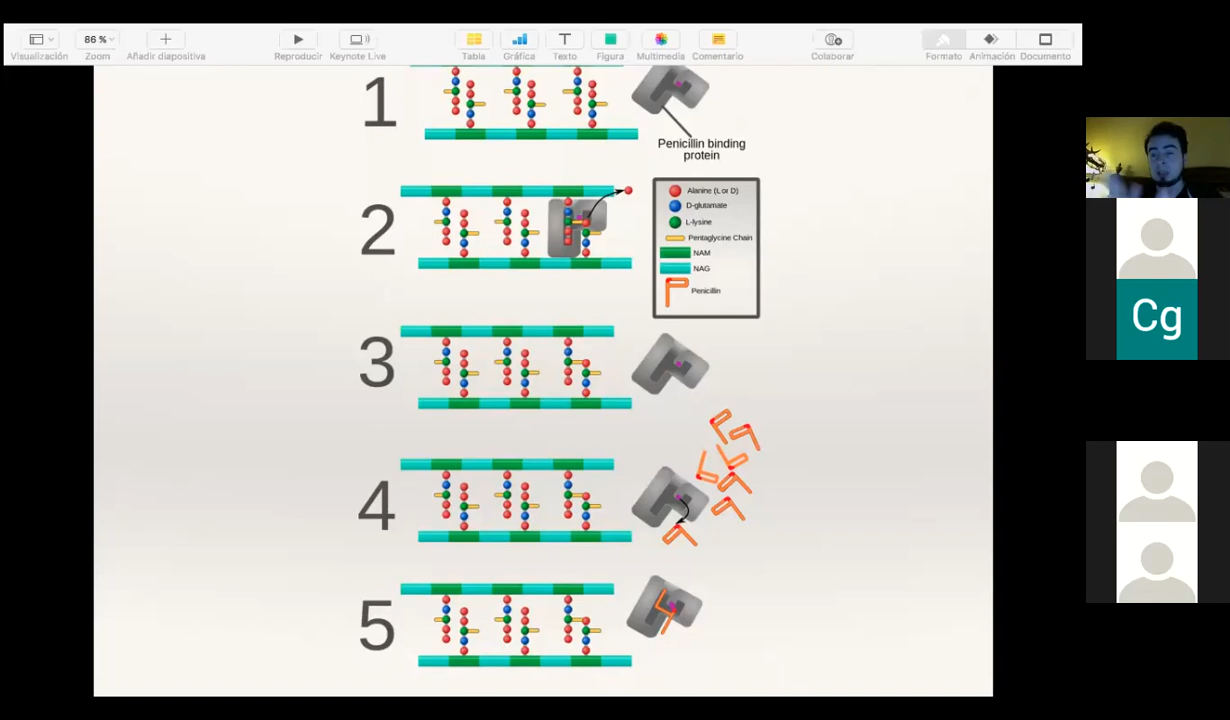 86 %
Visualización Zoom Añadir diapositiva Reproducir Keynote Live Tabla Gráfica Texto Figura Multimedia Comentario Colaborar Formato Animación Documento
1
Penicillin binding
protein
2
Alanine (L or D)
D-glutamate
L-lysine
Pentaglycine Chain
NAM
NAG
Penicillin
3
4
5
Cg